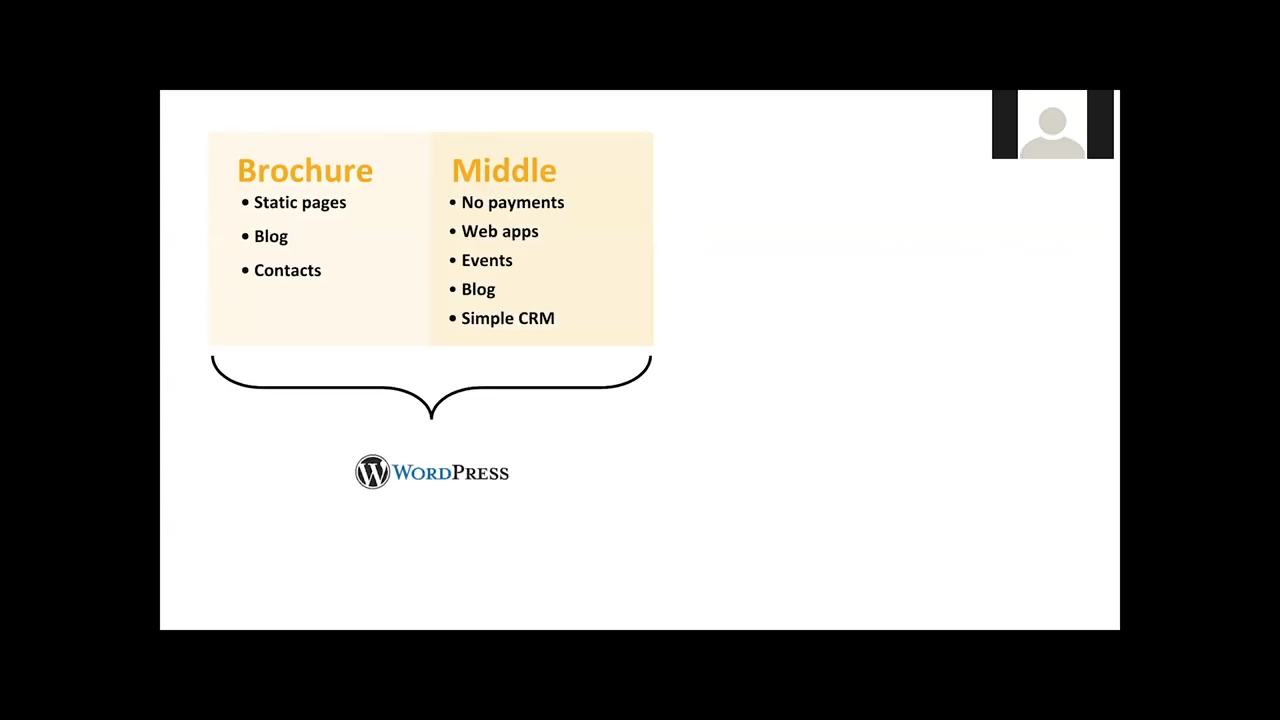 Brochure
• Static pages
• Blog
• Contacts
Middle
• No payments
• Web apps
• Events
• Blog
• Simple CRM
WORDPRESS